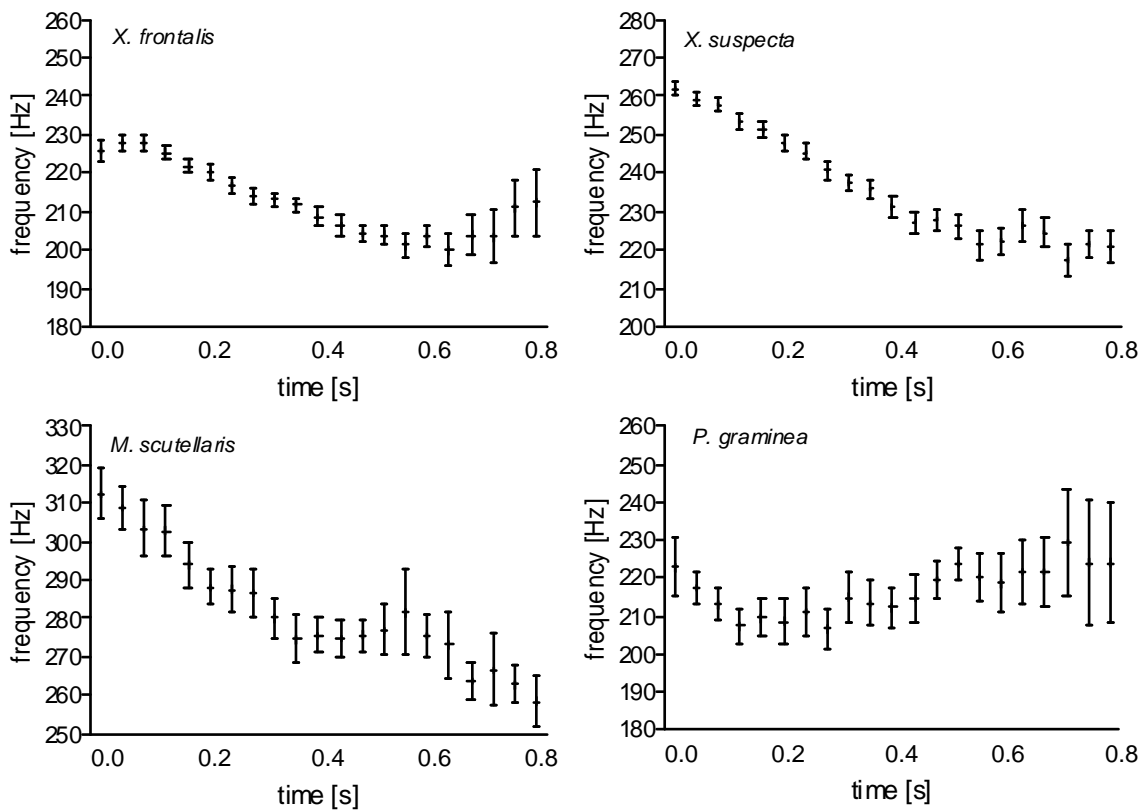 X. frontalis
frequency [Hz]
260
250
240
230
220
210
200
190
180
0.0 0.2 0.4 0.6 0.8
time [s]
X. suspecta
frequency [Hz]
280
270
260
250
240
230
220
210
200
0.0 0.2 0.4 0.6 0.8
time [s]
M. scutellaris
frequency [Hz]
330
320
310
300
290
280
270
260
250
0.0 0.2 0.4 0.6 0.8
time [s]
P. graminea
frequency [Hz]
260
250
240
230
220
210
200
190
180
0.0 0.2 0.4 0.6 0.8
time [s]